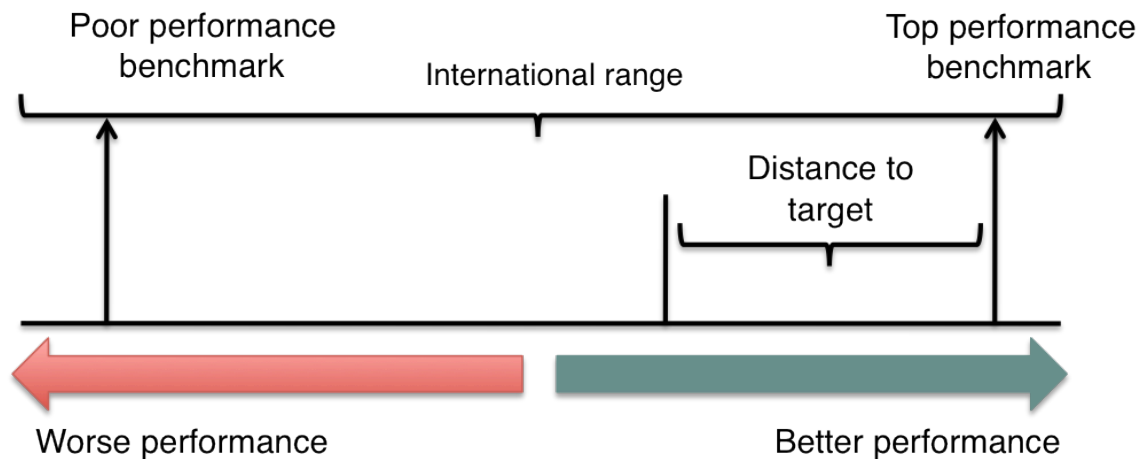 Poor performance
benchmark
International range
Top performance
benchmark
Distance to
target
Worse performance
Better performance